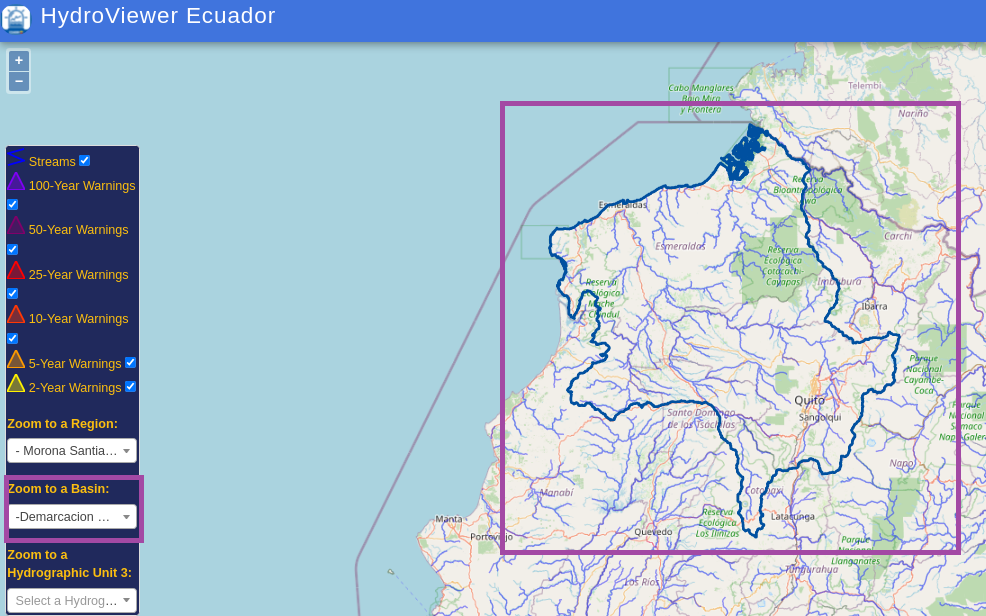 HydroViewer Ecuador
+
−
Streams
100-Year Warnings
50-Year Warnings
25-Year Warnings
10-Year Warnings
5-Year Warnings
2-Year Warnings
Zoom to a Region:
- Morona Santia...
Zoom to a Basin:
-Demarcacion ...
Zoom to a
Hydrographic Unit 3:
Select a Hydrog...
Cabo Manglares
Bajo Mira
y Frontera
Telembi
Nariño
Reserva
Bioantropológica
Esmeraldas
Carchi
Esmeraldas
Reserva
Ecológica
Cotacachi-
Cayapas
Imbabura
Reserva
Ecológica
Mache
Chindul
Ibarra
Parque
Nacional
Cayambe-
Coca
Quito
Sangolquí
Santo Domingo
de los Tsáchilas
Parque
Nacional
Sumaco
Napo-Galeras
Napo
Manabí
Cotopaxi
Manta
Portoviejo
Quevedo
Reserva
Ecológica
Los Ilinizas
Latacunga
Parque
Nacional
Llanganates
Tungurahua
Los Ríos